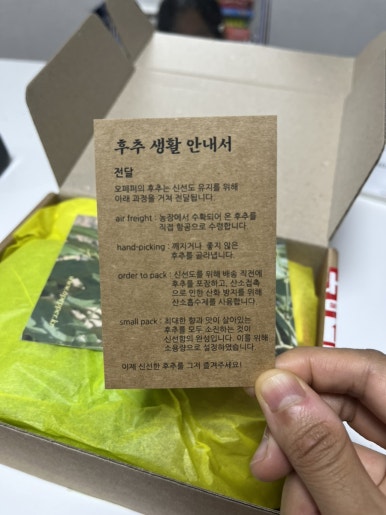 후추 생활 안내서
전달
오페퍼의 후추는 신선도 유지를 위해
아래 과정을 거쳐 전달됩니다.
air freight : 농장에서 수확되어 온 후추를
직접 항공으로 수령합니다
hand-picking : 깨지거나 좋지 않은
후추를 골라냅니다.
order to pack : 신선도를 위해 배송 직전에
후추를 포장하고, 산소접촉
으로 인한 산화 방지를 위해
산소흡수제를 사용합니다.
small pack : 최대한 향과 맛이 살아있는
후추를 모두 소진하는 것이
신선함의 완성입니다. 이를 위해
소용량으로 설정하였습니다
이제 신선한 후추를 그저 즐겨주세요!